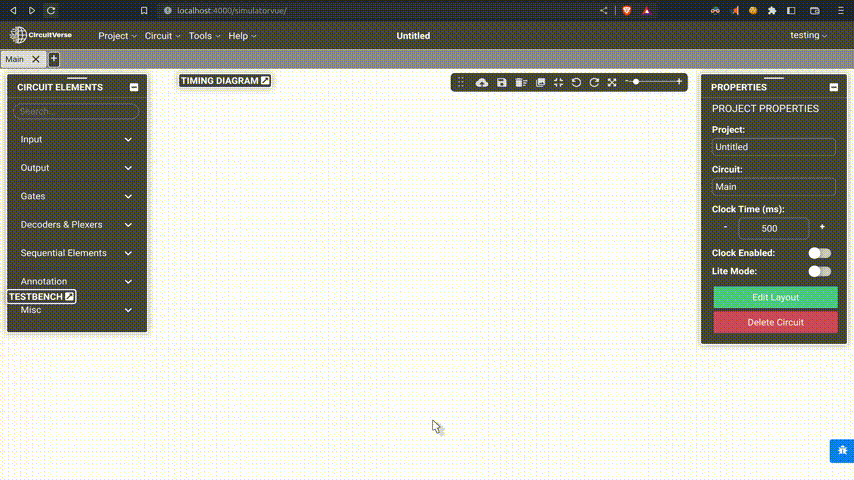 localhost:4000/simulatorvue/
CircuitVerse
Project
Circuit
Tools
Help
Untitled
testing
Main
CIRCUIT ELEMENTS
Search...
Input
Output
Gates
Decoders & Plexers
Sequential Elements
Annotation
TESTBENCH
Misc
TIMING DIAGRAM
PROPERTIES
PROJECT PROPERTIES
Project:
Untitled
Circuit:
Main
Clock Time (ms):
- 500 +
Clock Enabled:
Lite Mode:
Edit Layout
Delete Circuit